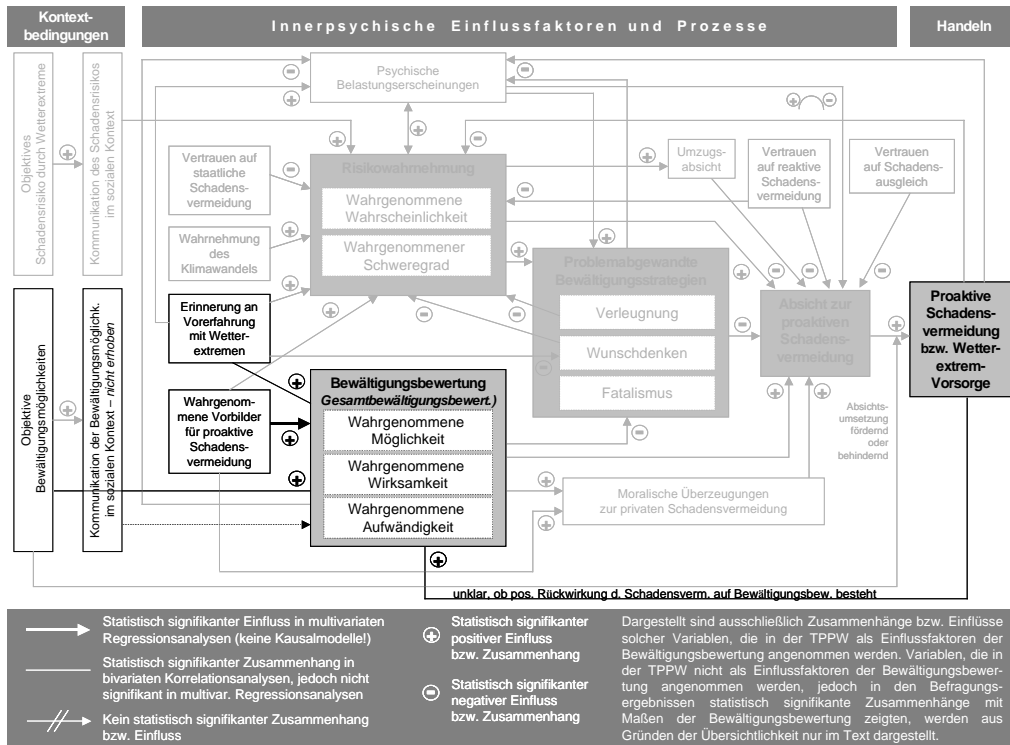 Kontext-
bedingungen
Innerpsychische Einflussfaktoren und Prozesse
Handeln
Objektives
Schadensrisiko durch Wetterextreme
Kommunikation des Schadensrisikos
im sozialen Kontext
Psychische
Belastungserscheinungen
Vertrauen auf
staatliche
Schadens-
vermeidung
Wahrnehmung
des
Klimawandels
Risikowahrnehmung
Wahrgenommene
Wahrscheinlichkeit
Wahrgenommener
Schweregrad
Umzugs-
absicht
Vertrauen
auf reaktive
Schadens-
vermeidung
Vertrauen
auf Schadens-
ausgleich
Problemabgewandte
Bewältigungsstrategien
Verleugnung
Wunschdenken
Fatalismus
Absicht zur
proaktiven
Schadens-
vermeidung
Proaktive
Schadens-
vermeidung
bzw. Wetter-
extrem-
Vorsorge
Objektive
Bewältigungsmöglichkeiten
Kommunikation der Bewältigungsmöglichk.
im sozialen Kontext – nicht erhoben
Erinnerung an
Vorerfahrung
mit Wetter-
extremen
Wahrgenom-
mene Vorbilder
für proaktive
Schadens-
vermeidung
Bewältigungsbewertung
Gesamtbewältigungsbewert.)
Wahrgenommene
Möglichkeit
Wahrgenommene
Wirksamkeit
Wahrgenommene
Aufwändigkeit
Absichts-
umsetzung
fördernd
oder
behindernd
Moralische Überzeugungen
zur privaten Schadensvermeidung
unklar, ob pos. Rückwirkung d. Schadensverm. auf Bewältigungsbew. besteht
Statistisch signifikanter Einfluss in multivariaten
Regressionsanalysen (keine Kausalmodelle!)
Statistisch signifikanter Zusammenhang in
bivariaten Korrelationsanalysen, jedoch nicht
signifikant in multivar. Regressionsanalysen
Kein statistisch signifikanter Zusammenhang
bzw. Einfluss
Statistisch signifikanter
positiver Einfluss
bzw. Zusammenhang
Statistisch signifikanter
negativer Einfluss
bzw. Zusammenhang
Dargestellt sind ausschließlich Zusammenhänge bzw. Einflüsse
solcher Variablen, die in der TPPW als Einflussfaktoren der
Bewältigungsbewertung angenommen werden. Variablen, die in
der TPPW nicht als Einflussfaktoren der Bewältigungsbewer-
tung angenommen werden, jedoch in den Befragungs-
ergebnissen statistisch signifikante Zusammenhänge mit
Maßen der Bewältigungsbewertung zeigten, werden aus
Gründen der Übersichtlichkeit nur im Text dargestellt.